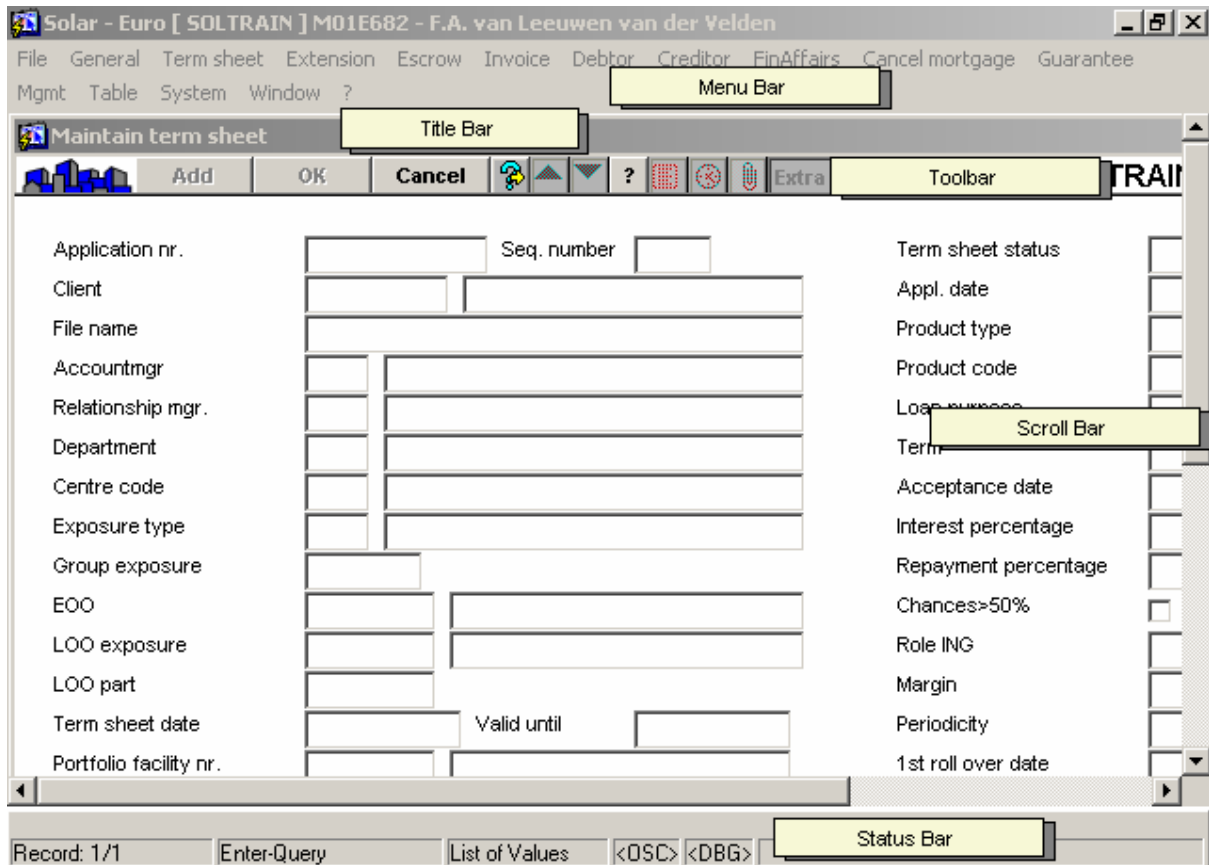 Solar - Euro [ SOLTRAIN ] M01E682 - F.A. van Leeuwen van der Velden
File General Term sheet Extension Escrow Invoice Debtor Creditor FinAffairs Cancel mortgage Guarantee
Menu Bar
Mgmt Table System Window ?
Title Bar
Maintain term sheet
Add OK Cancel ? Extra Toolbar TRAI
Application nr. Seq. number Term sheet status
Client Appl. date
File name Product type
Accountmgr Product code
Relationship mgr. Loan purpose
Scroll Bar
Department Term
Centre code Acceptance date
Exposure type Interest percentage
Group exposure Repayment percentage
EOO Chances>50%
LOO exposure Role ING
LOO part Margin
Term sheet date Valid until Periodicity
Portfolio facility nr. 1st roll over date
Status Bar
Record: 1/1 Enter-Query List of Values <OSC> <DBG>